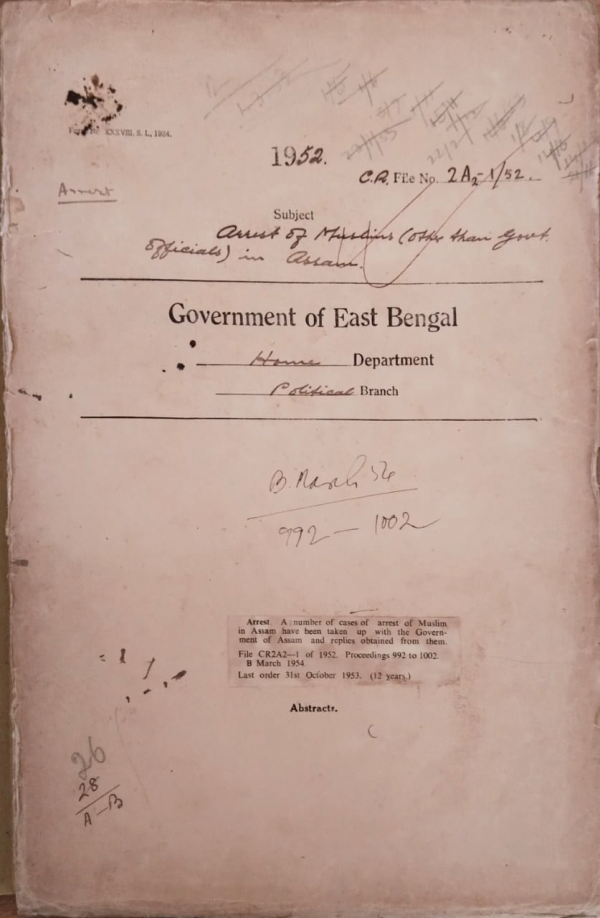 XXXVIII. S. I., 1934.
1952.
C.R. File No. 2A2-1/52.
Arrest
Subject
Arrest of Muslims (other than Govt.
officials) in Assam.
Government of East Bengal
Home Department
Political Branch
B. March 54
992 — 1002
Arrest. A number of cases of arrest of Muslim
in Assam have been taken up with the Govern-
ment of Assam and replies obtained from them.
File CR2A2—1 of 1952. Proceedings 992 to 1002.
B March 1954.
Last order 31st October 1953. (12 years.)
Abstracts.
26
28
A-B